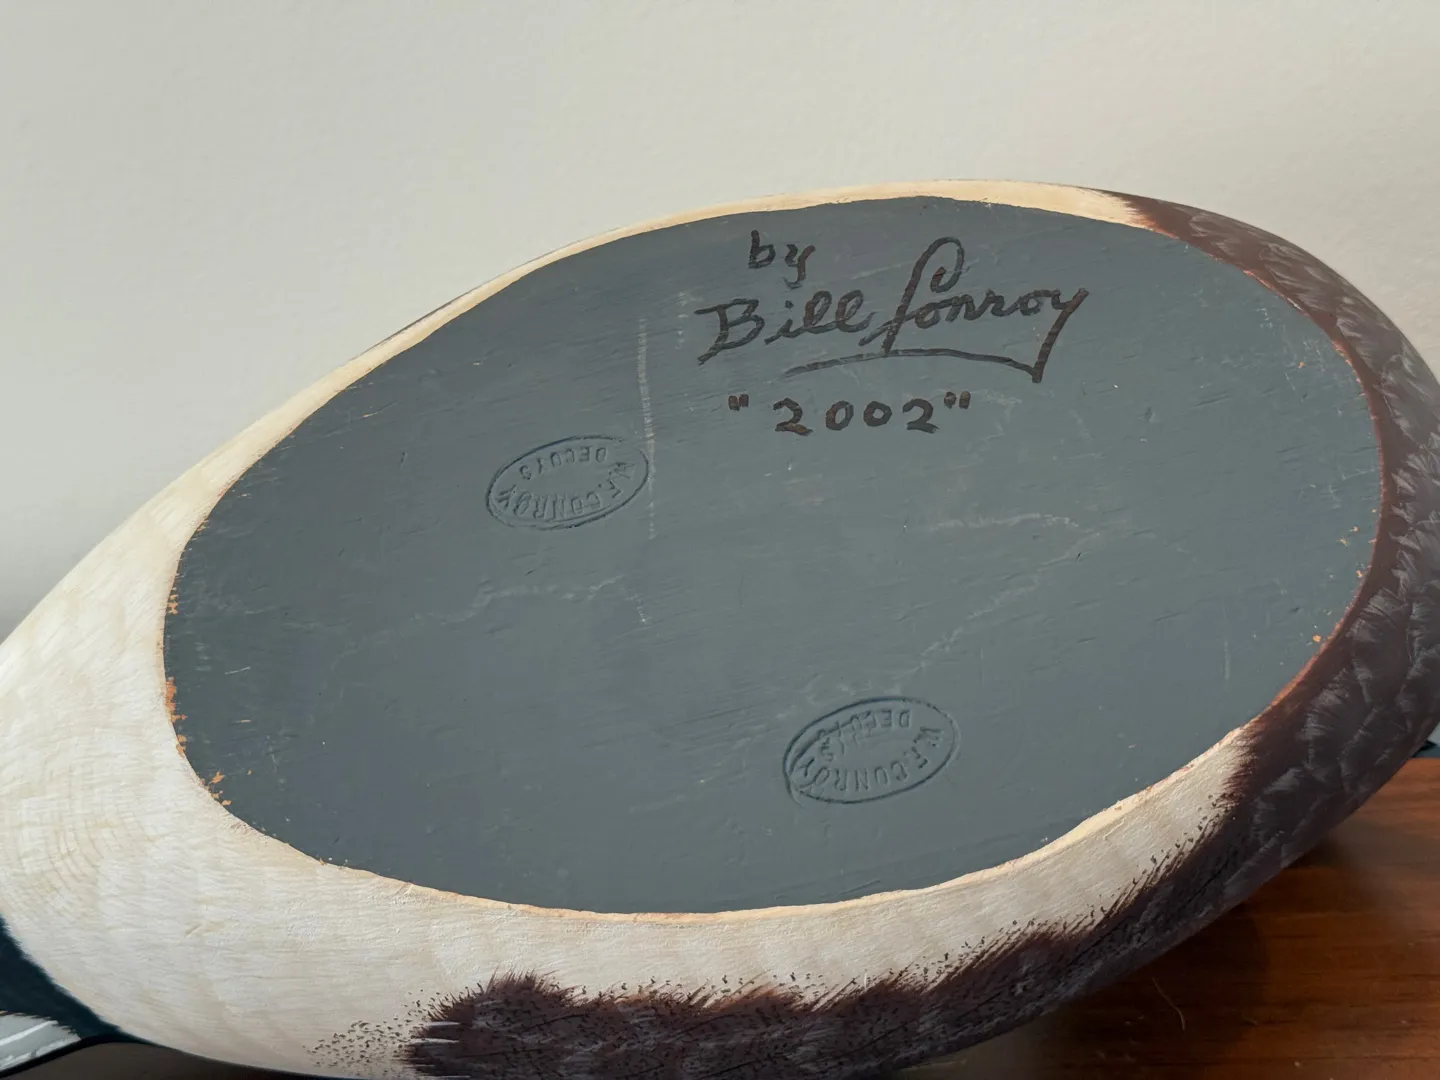 by
Bill Conroy
"2002"
W.F. CONROY
DECOYS
W.F. CONROY
DECOYS